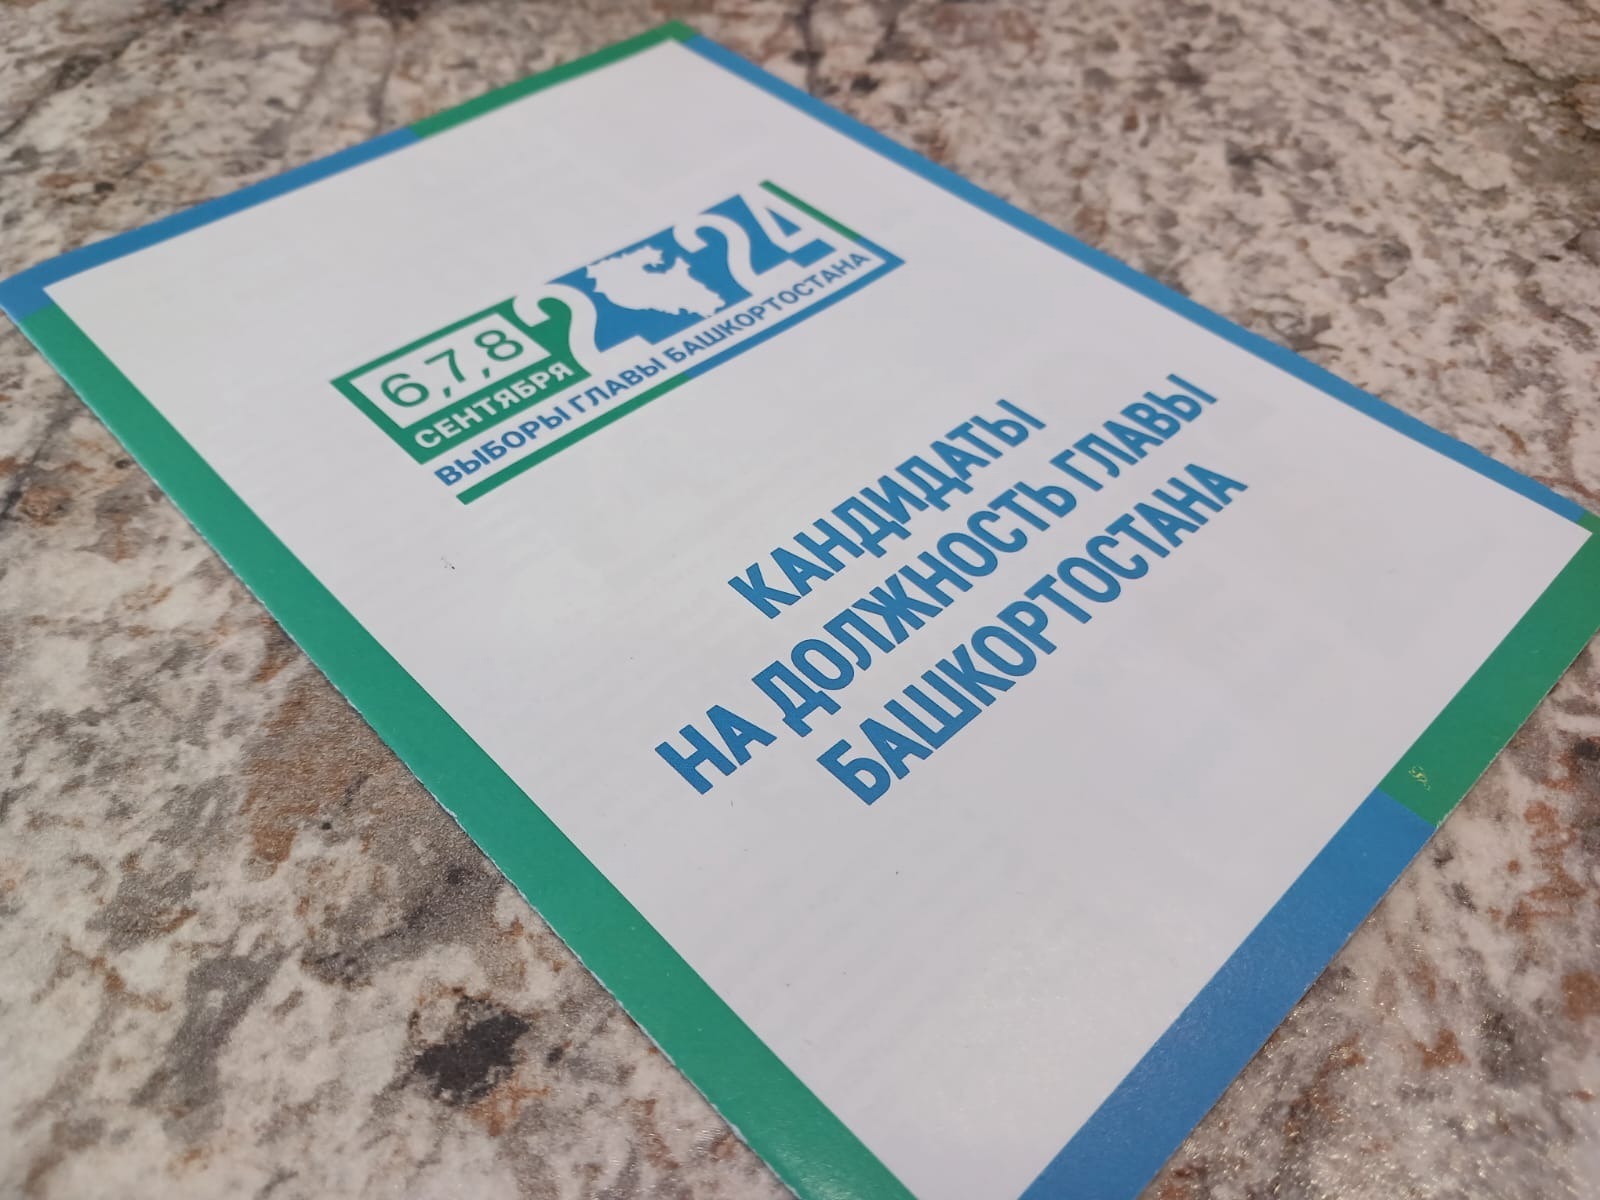 6,7,8
СЕНТЯБРЯ
2024
ВЫБОРЫ ГЛАВЫ БАШКОРТОСТАНА
КАНДИДАТЫ
НА ДОЛЖНОСТЬ ГЛАВЫ
БАШКОРТОСТАНА